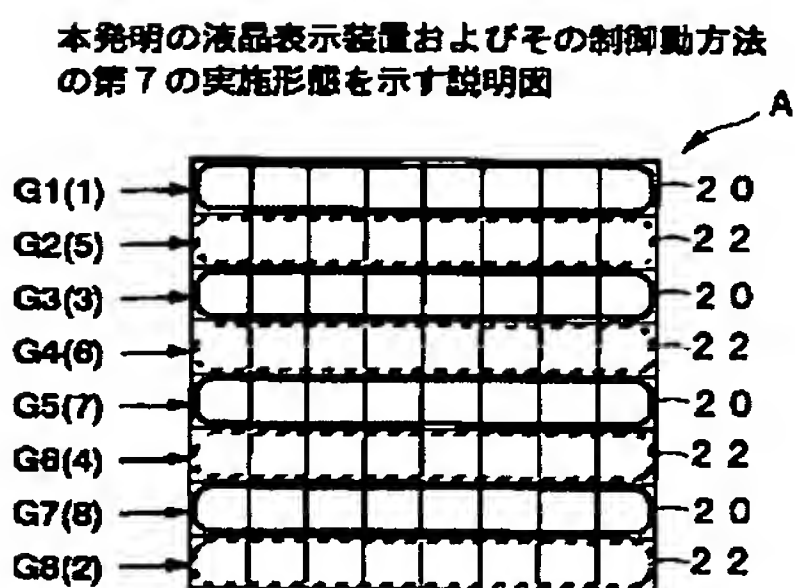 本発明の液晶表示装置およびその制御動方法
の第7の実施形態を示す説明図
A
G1(1) 20
G2(5) 22
G3(3) 20
G4(6) 22
G5(7) 20
G6(4) 22
G7(8) 20
G8(2) 22